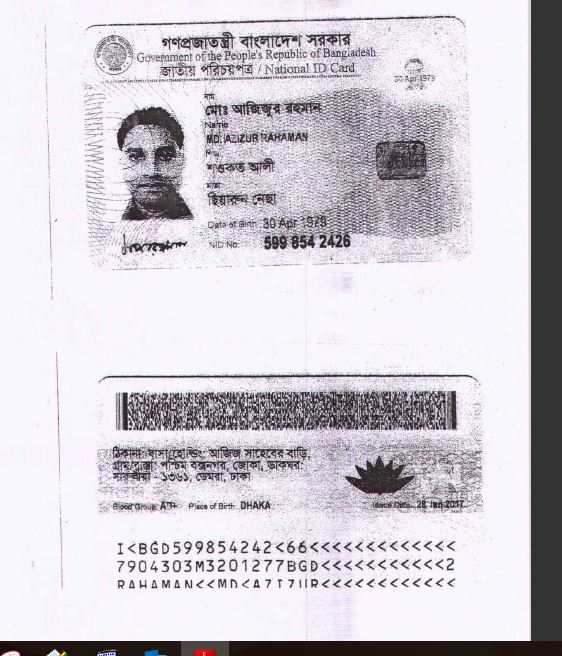 গণপ্রজাতন্ত্রী বাংলাদেশ সরকার
Government of the People's Republic of Bangladesh
জাতীয় পরিচয়পত্র / National ID Card
30 Apr 1979
নাম
মোঃ আজিজুর রহমান
Name
MD. AZIZUR RAHAMAN
পিতা
শওকত আলী
মাতা
Date of Birth 30 Apr 1979
NID No. 599 854 2426
ঠিকানা: বাসা/হোল্ডিং: আজিজ সাহেবের বাড়ি,
গ্রাম/রাস্তা: পশ্চিম বক্সনগর, ডাকঘর:
সারুলিয়া - ১৩৬১, ডেমরা, ঢাকা
Blood Group: Place of Birth: DHAKA Issue Date: 28 Jan 2017
I<BGD599854242<66<<<<<<<<<<<<<
7904303M3201277BGD<<<<<<<<<<<2
RAHAMAN<<MD<AZIZUR<<<<<<<<<<<<